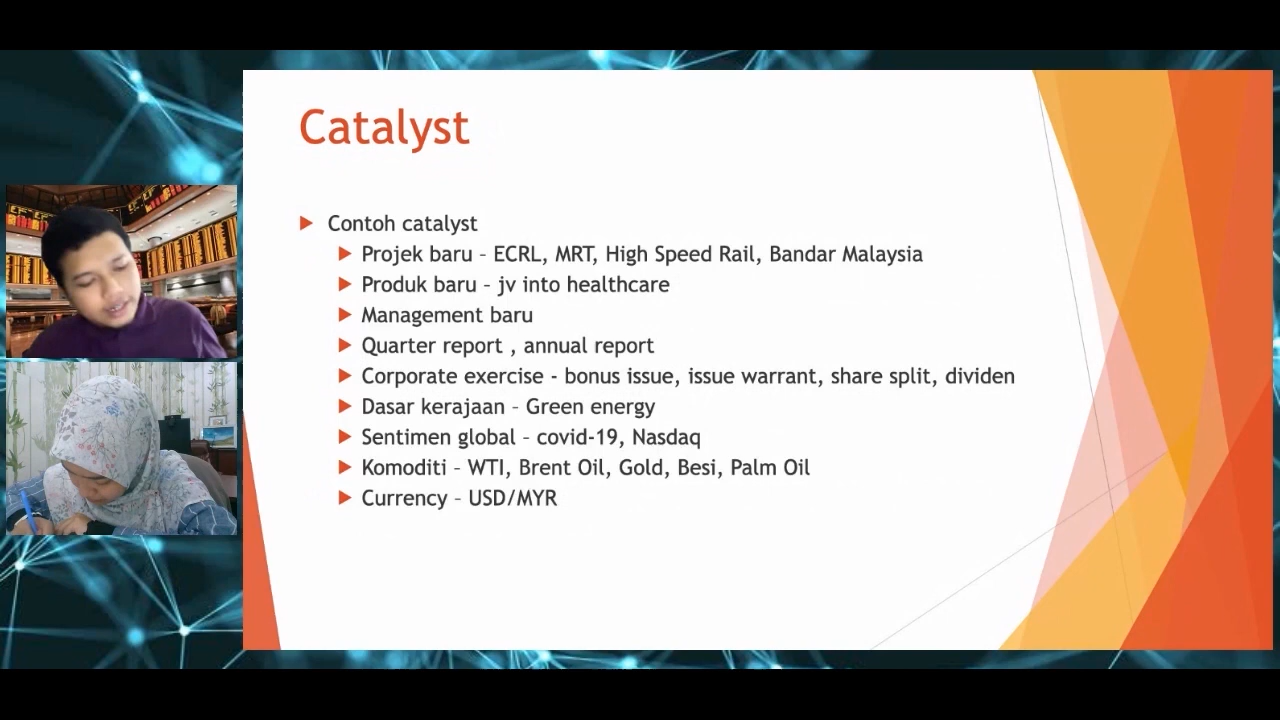 Catalyst
Contoh catalyst
Projek baru – ECRL, MRT, High Speed Rail, Bandar Malaysia
Produk baru – jv into healthcare
Management baru
Quarter report , annual report
Corporate exercise - bonus issue, issue warrant, share split, dividen
Dasar kerajaan – Green energy
Sentimen global – covid-19, Nasdaq
Komoditi – WTI, Brent Oil, Gold, Besi, Palm Oil
Currency – USD/MYR